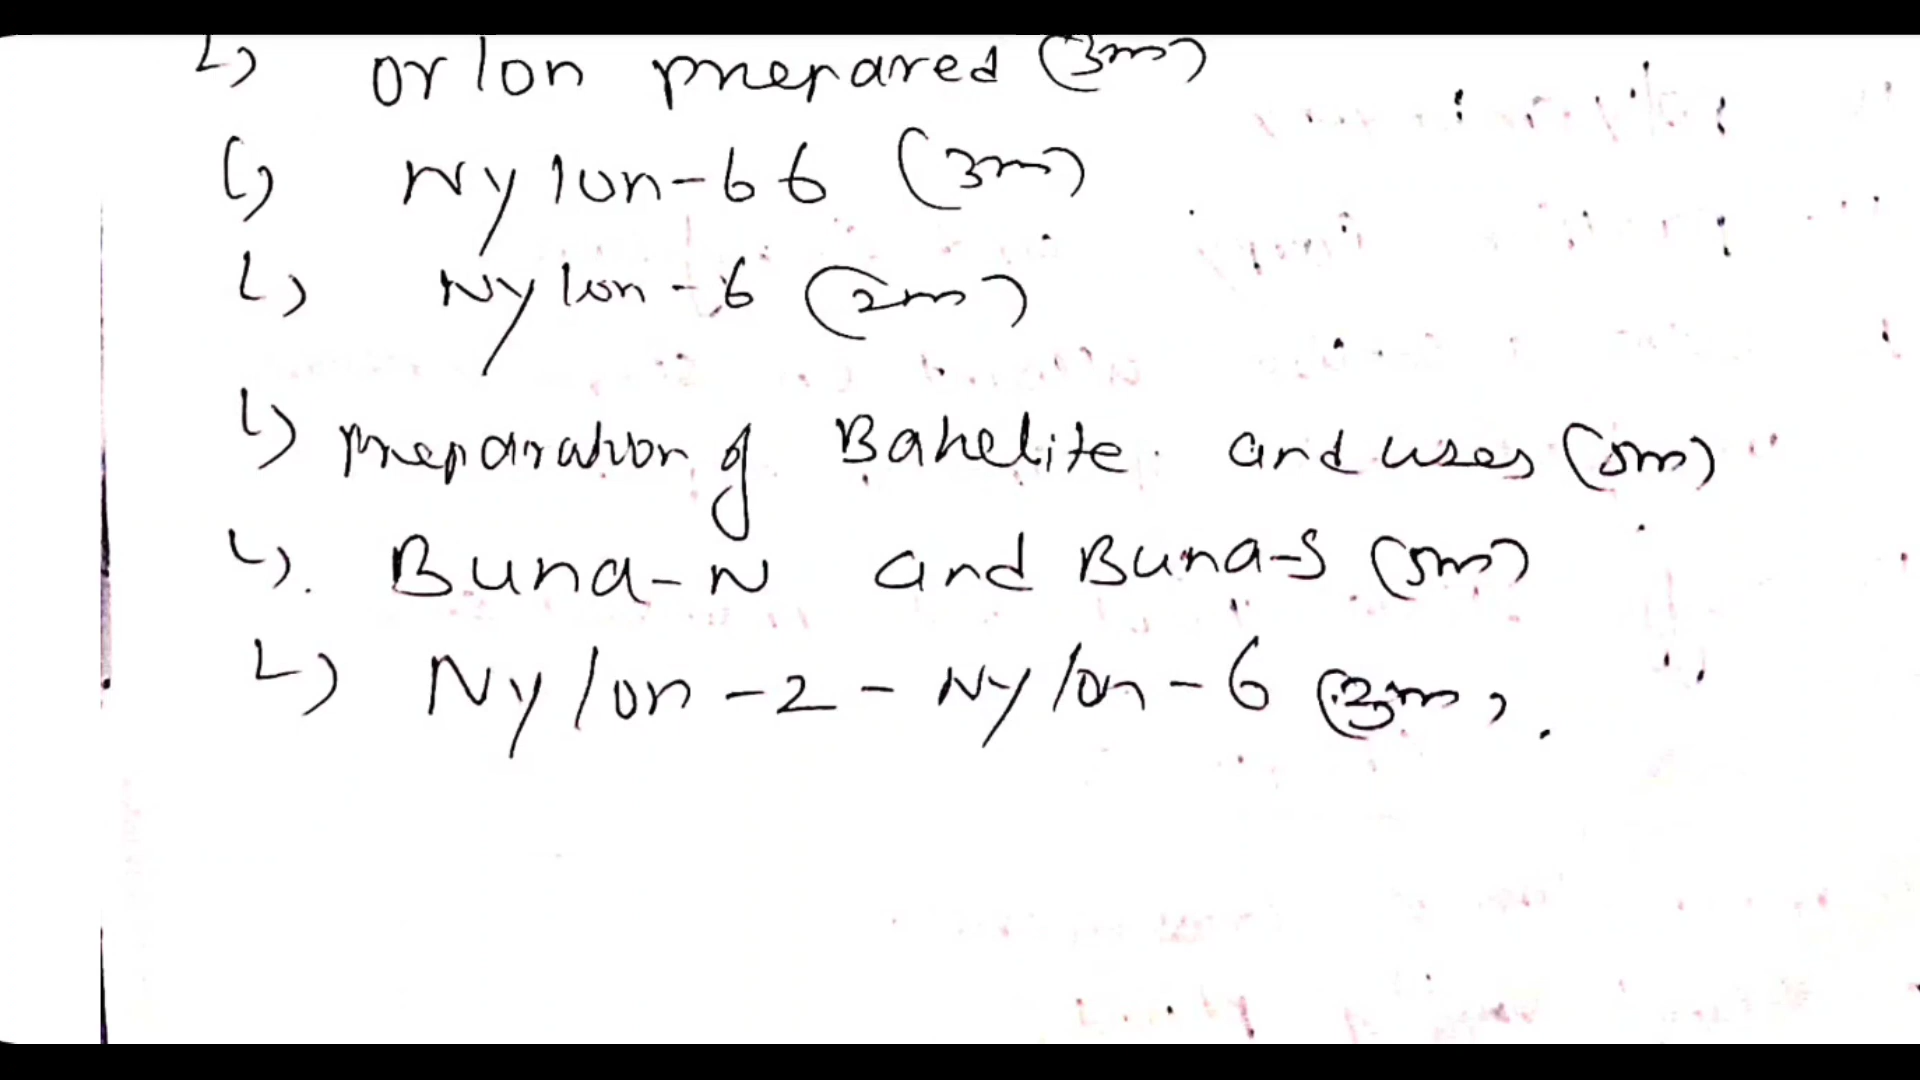 L) orlon prepared (3m)
L) Nylon-66 (3m)
L) Nylon-6 (2m)
L) preparation of Bakelite and uses (5m)
L). Buna-N and Buna-S (5m)
L) Nylon-2-Nylon-6 (3m).